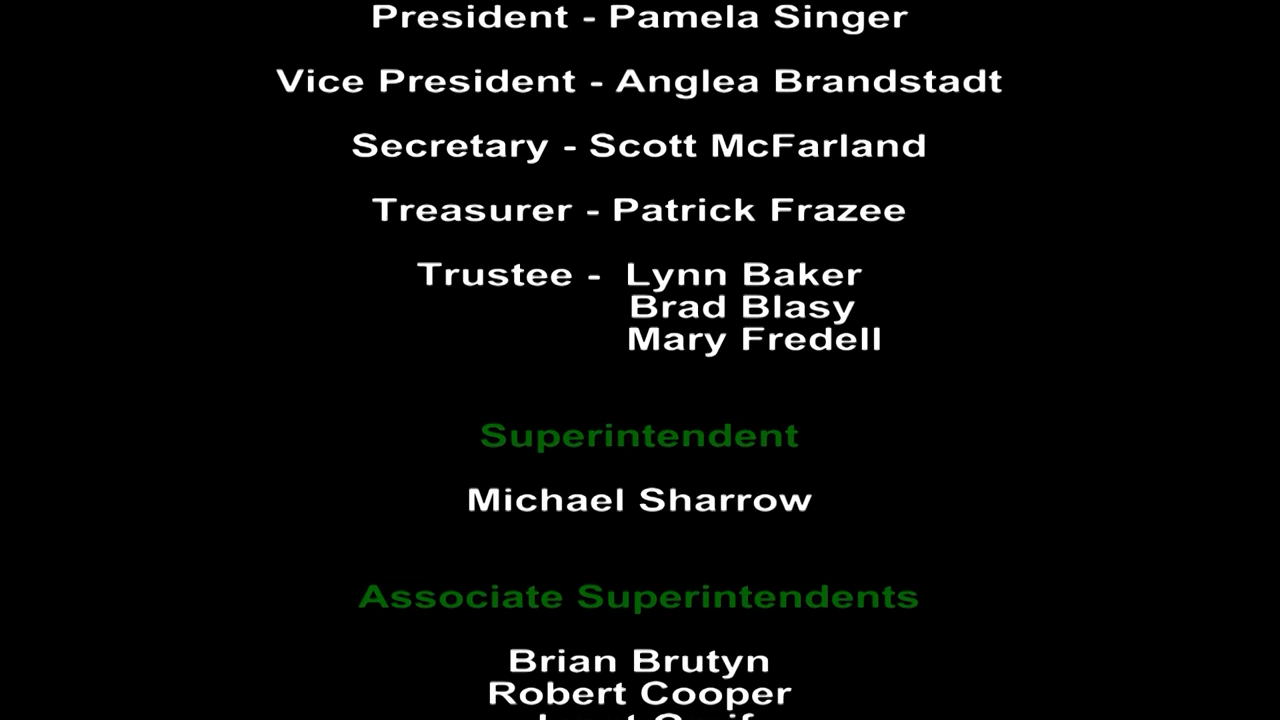 President - Pamela Singer
Vice President - Anglea Brandstadt
Secretary - Scott McFarland
Treasurer - Patrick Frazee
Trustee - Lynn Baker
Brad Blasy
Mary Fredell
Superintendent
Michael Sharrow
Associate Superintendents
Brian Brutyn
Robert Cooper